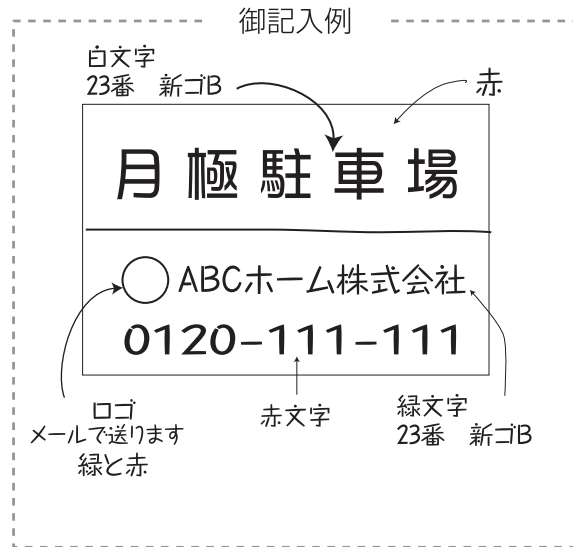 御記入例
白文字
23番　新ゴB
赤
月極駐車場
ABCホーム株式会社
0120-111-111
ロゴ
メールで送ります
緑と赤
赤文字
緑文字
23番　新ゴB